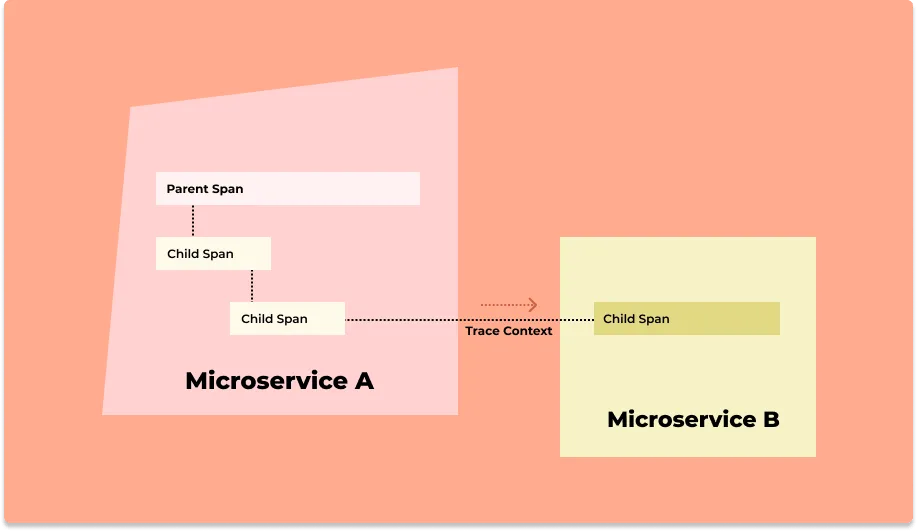 Parent Span
Child Span
Child Span
Trace Context
Child Span
Microservice A
Microservice B